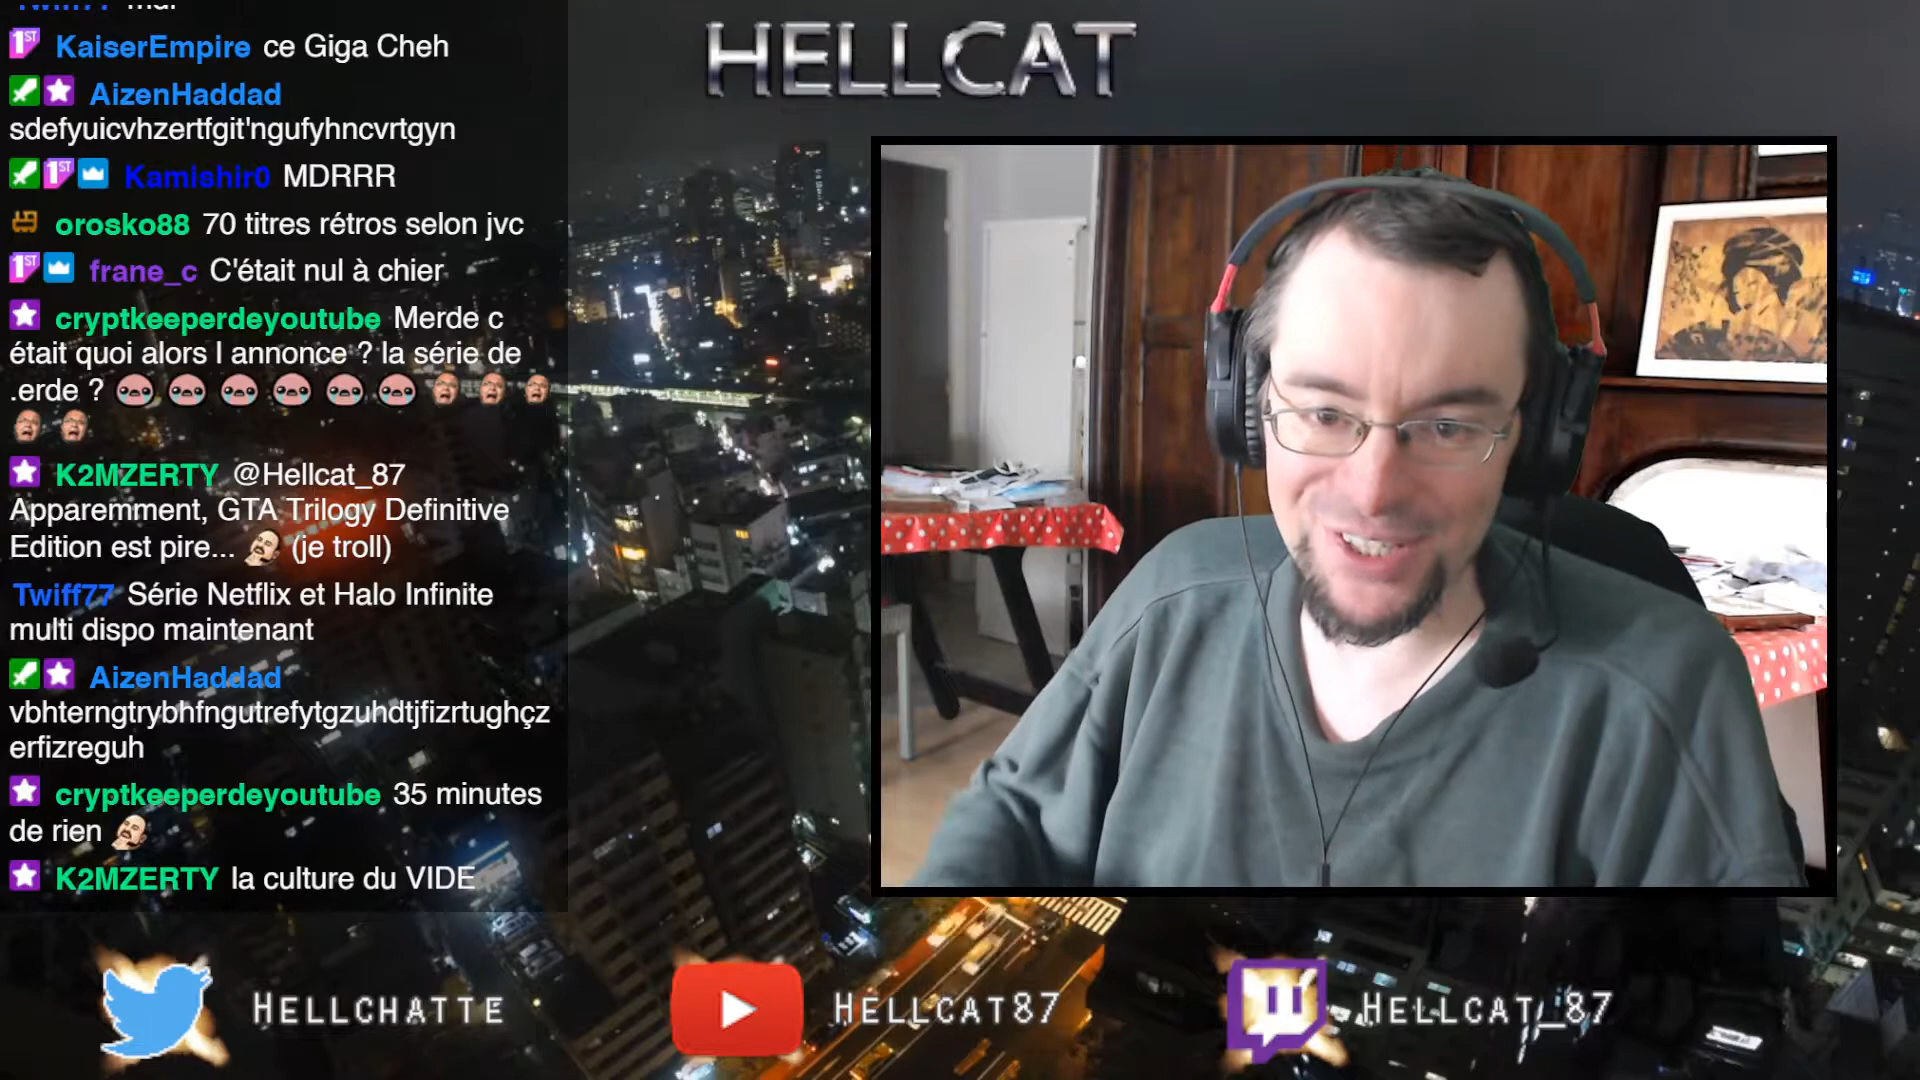 HELLCAT
KaiserEmpire ce Giga Cheh
AizenHaddad
sdefyuicvhzertfgit'ngufyhncvrtgyn
Kamishir0 MDRRR
orosko88 70 titres rétros selon jvc
frane_c C'était nul à chier
cryptkeeperdeyoutube Merde c
était quoi alors l annonce ? la série de
.erde ?
K2MZERTY @Hellcat_87
Apparemment, GTA Trilogy Definitive
Edition est pire... (je troll)
Twiff77 Série Netflix et Halo Infinite
multi dispo maintenant
AizenHaddad
vbhterngtrybhfngutrefytgzuhdtjfizrtughçz
erfizreguh
cryptkeeperdeyoutube 35 minutes
de rien
K2MZERTY la culture du VIDE
HELLCHATTE
HELLCAT87
HELLCAT_87